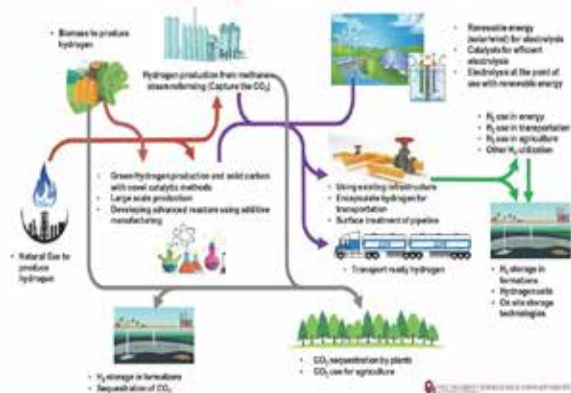 • Biomass to produce
hydrogen
Hydrogen production from methane
steam reforming (Capture the CO₂)
• Renewable energy
(solar/wind) for electrolysis
• Catalysts for efficient
electrolysis
• Electrolysis at the point of
use with renewable energy
• H₂ use in energy
• H₂ use in transportation
• H₂ use in agriculture
• Other H₂ utilization
• Green Hydrogen production and solid carbon
with novel catalytic methods
• Large scale production
• Developing advanced reactors using additive
manufacturing
• Using existing infrastructure
• Encapsulate hydrogen for
transportation
• Surface treatment of pipeline
• Natural Gas to
produce
hydrogen
• Transport ready hydrogen
• H₂ storage in
formations
• Hydrogen
• On site storage
technologies
• H₂ storage in formations
• Sequestration of CO₂
• CO₂ sequestration by plants
• CO₂ use for agriculture